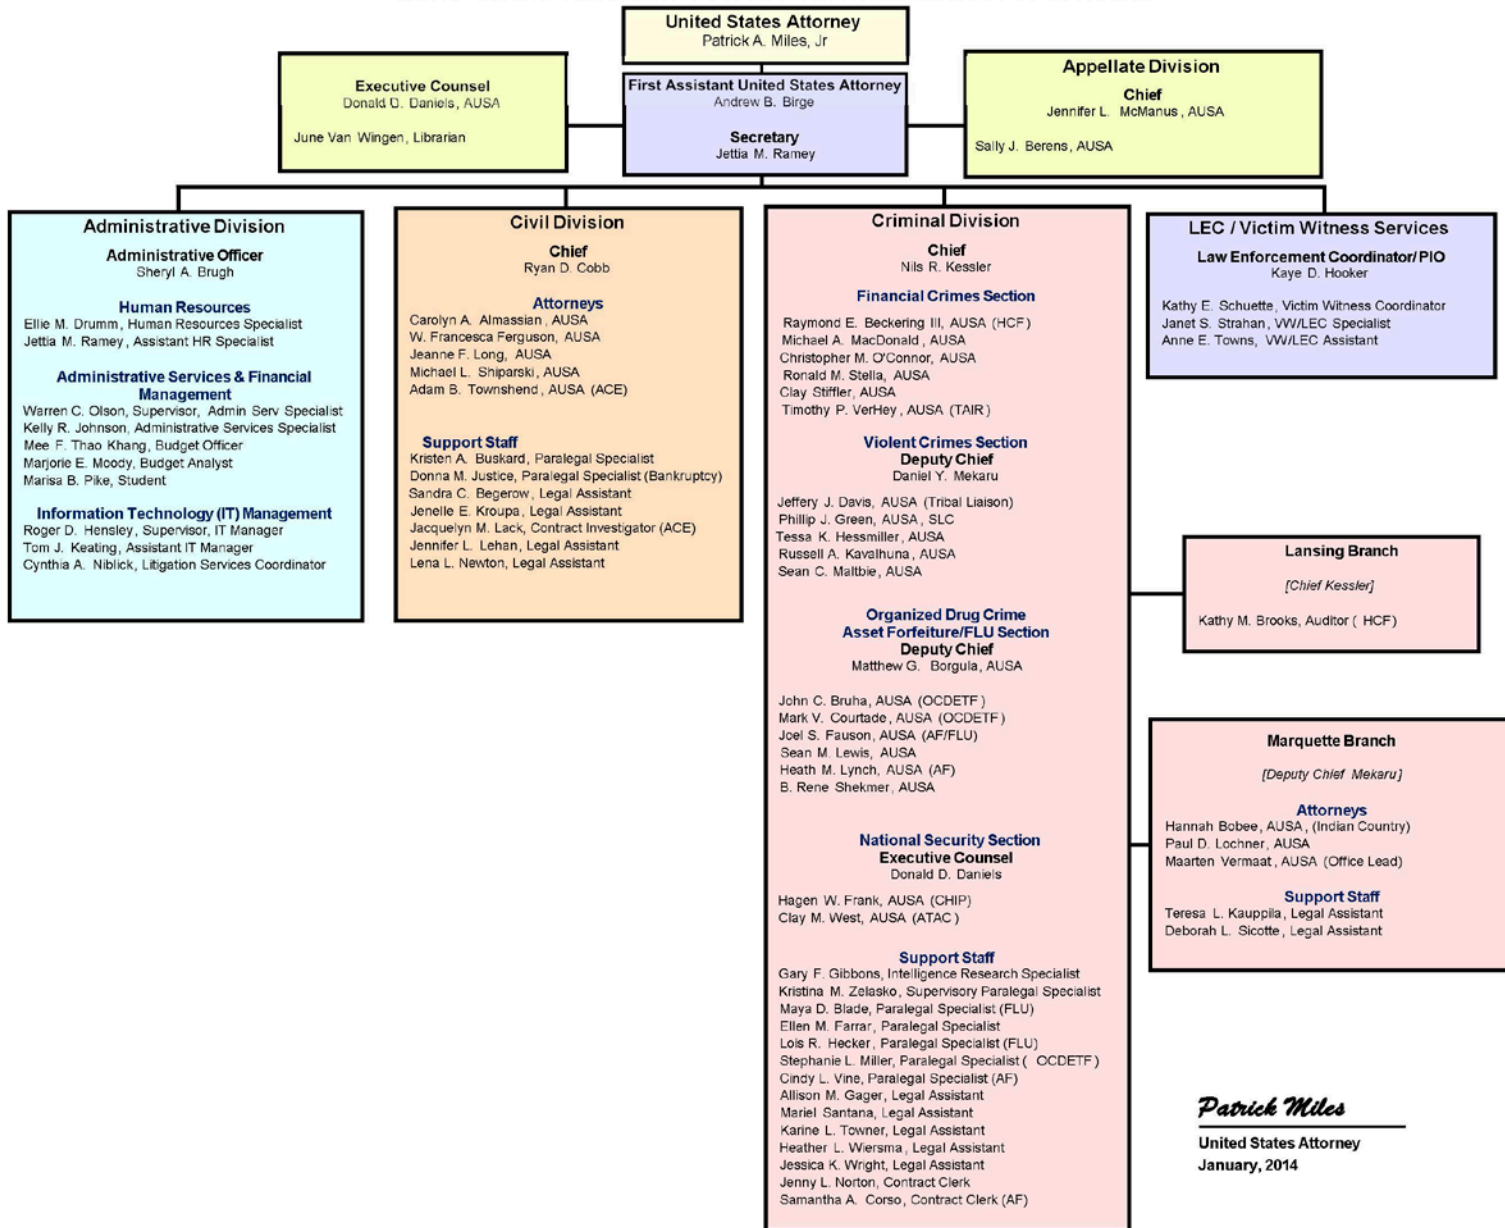 United States Attorney
Patrick A. Miles, Jr
Executive Counsel
Donald D. Daniels, AUSA
June Van Wingen, Librarian
First Assistant United States Attorney
Andrew B. Birge
Secretary
Jettia M. Ramey
Appellate Division
Chief
Jennifer L. McManus, AUSA
Sally J. Berens, AUSA
Administrative Division
Administrative Officer
Sheryl A. Brugh
Human Resources
Ellie M. Drumm, Human Resources Specialist
Jettia M. Ramey, Assistant HR Specialist
Administrative Services & Financial
Management
Warren C. Olson, Supervisor, Admin Serv Specialist
Kelly R. Johnson, Administrative Services Specialist
Mee F. Thao Khang, Budget Officer
Marjorie E. Moody, Budget Analyst
Marisa B. Pike, Student
Information Technology (IT) Management
Roger D. Hensley, Supervisor, IT Manager
Tom J. Keating, Assistant IT Manager
Cynthia A. Niblick, Litigation Services Coordinator
Civil Division
Chief
Ryan D. Cobb
Attorneys
Carolyn A. Almassian, AUSA
W. Francesca Ferguson, AUSA
Jeanne F. Long, AUSA
Michael L. Shiparski, AUSA
Adam B. Townshend, AUSA (ACE)
Support Staff
Kristen A. Buskard, Paralegal Specialist
Donna M. Justice, Paralegal Specialist (Bankruptcy)
Sandra C. Begerow, Legal Assistant
Jenelle E. Kroupa, Legal Assistant
Jacquelyn M. Lack, Contract Investigator (ACE)
Jennifer L. Lehan, Legal Assistant
Lena L. Newton, Legal Assistant
Criminal Division
Chief
Nils R. Kessler
Financial Crimes Section
Raymond E. Beckering III, AUSA (HCF)
Michael A. MacDonald, AUSA
Christopher M. O'Connor, AUSA
Ronald M. Stella, AUSA
Clay Stiffler, AUSA
Timothy P. VerHey, AUSA (TAIR)
Violent Crimes Section
Deputy Chief
Daniel Y. Mekaru
Jeffery J. Davis, AUSA (Tribal Liaison)
Phillip J. Green, AUSA, SLC
Tessa K. Hessmiller, AUSA
Russell A. Kavalhuna, AUSA
Sean C. Maltbie, AUSA
Organized Drug Crime
Asset Forfeiture/FLU Section
Deputy Chief
Matthew G. Borgula, AUSA
John C. Bruha, AUSA (OCDETF)
Mark V. Courtade, AUSA (OCDETF)
Joel S. Fauson, AUSA (AF/FLU)
Sean M. Lewis, AUSA
Heath M. Lynch, AUSA (AF)
B. Rene Shekmer, AUSA
National Security Section
Executive Counsel
Donald D. Daniels
Hagen W. Frank, AUSA (CHIP)
Clay M. West, AUSA (ATAC)
Support Staff
Gary F. Gibbons, Intelligence Research Specialist
Kristina M. Zelasko, Supervisory Paralegal Specialist
Maya D. Blade, Paralegal Specialist (FLU)
Ellen M. Farrar, Paralegal Specialist
Lois R. Hecker, Paralegal Specialist (FLU)
Stephanie L. Miller, Paralegal Specialist ( OCDETF)
Cindy L. Vine, Paralegal Specialist (AF)
Allison M. Gager, Legal Assistant
Mariel Santana, Legal Assistant
Karine L. Towner, Legal Assistant
Heather L. Wiersma, Legal Assistant
Jessica K. Wright, Legal Assistant
Jenny L. Norton, Contract Clerk
Samantha A. Corso, Contract Clerk (AF)
LEC / Victim Witness Services
Law Enforcement Coordinator/ PIO
Kaye D. Hooker
Kathy E. Schuette, Victim Witness Coordinator
Janet S. Strahan, VW/LEC Specialist
Anne E. Towns, VW/LEC Assistant
Lansing Branch
[Chief Kessler]
Kathy M. Brooks, Auditor ( HCF)
Marquette Branch
[Deputy Chief Mekaru]
Attorneys
Hannah Bobee, AUSA, (Indian Country)
Paul D. Lochner, AUSA
Maarten Vermaat, AUSA (Office Lead)
Support Staff
Teresa L. Kauppila, Legal Assistant
Deborah L. Sicotte, Legal Assistant
Patrick Miles
United States Attorney
January, 2014